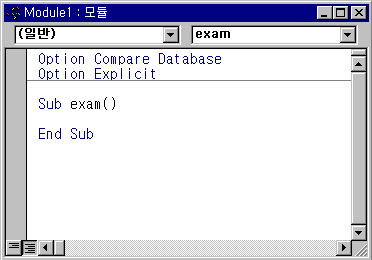 Module1 : 모듈
(일반) exam
Option Compare Database
Option Explicit
Sub exam()
End Sub